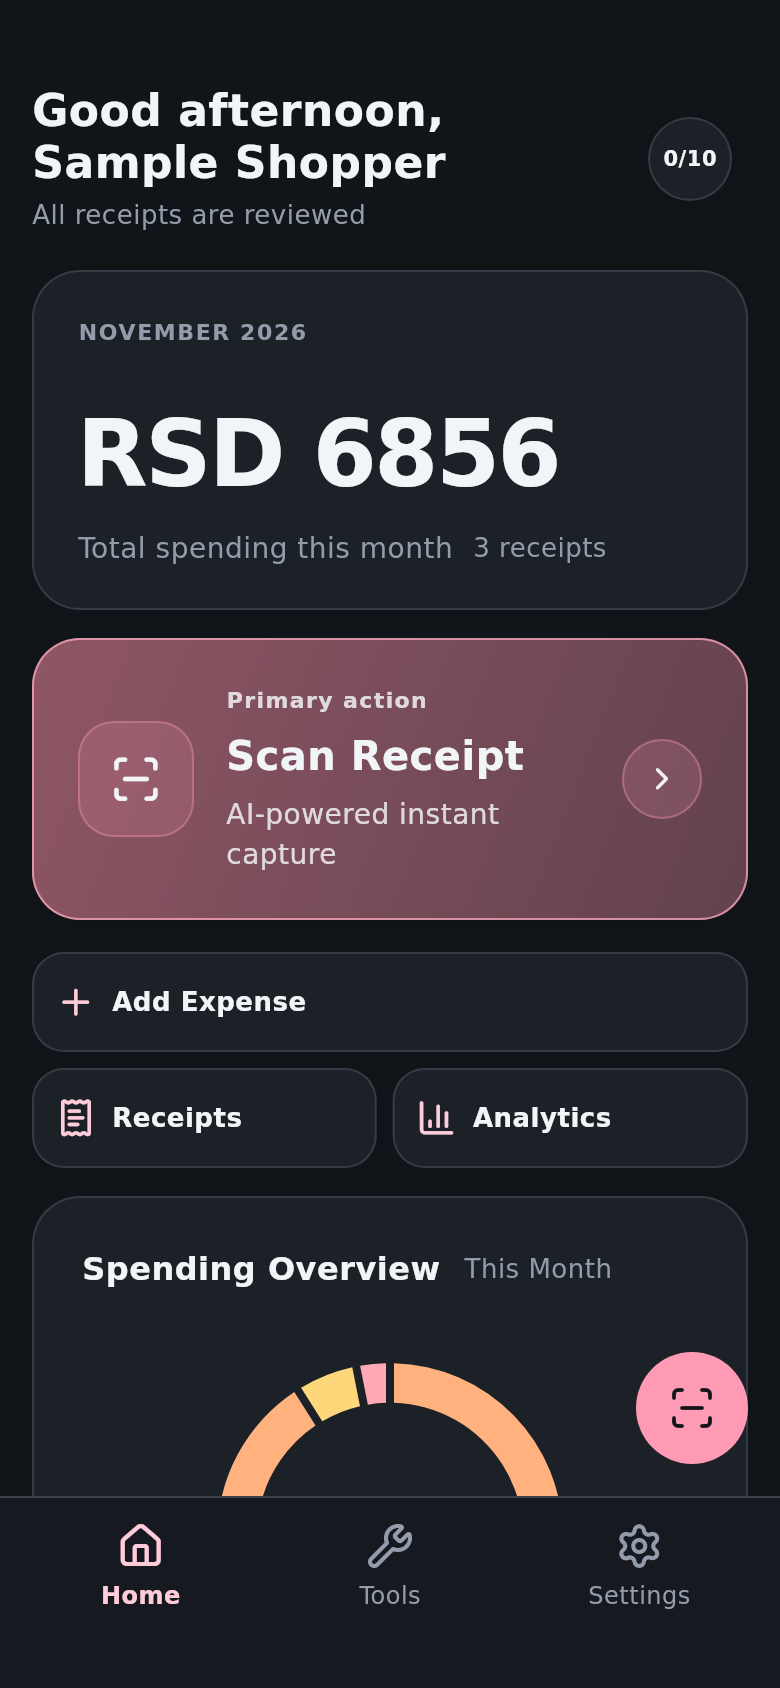 Good afternoon,
Sample Shopper
0/10
All receipts are reviewed
NOVEMBER 2026
RSD 6856
Total spending this month 3 receipts
Primary action
Scan Receipt
AI-powered instant
capture
Add Expense
Receipts
Analytics
Spending Overview This Month
Home
Tools
Settings